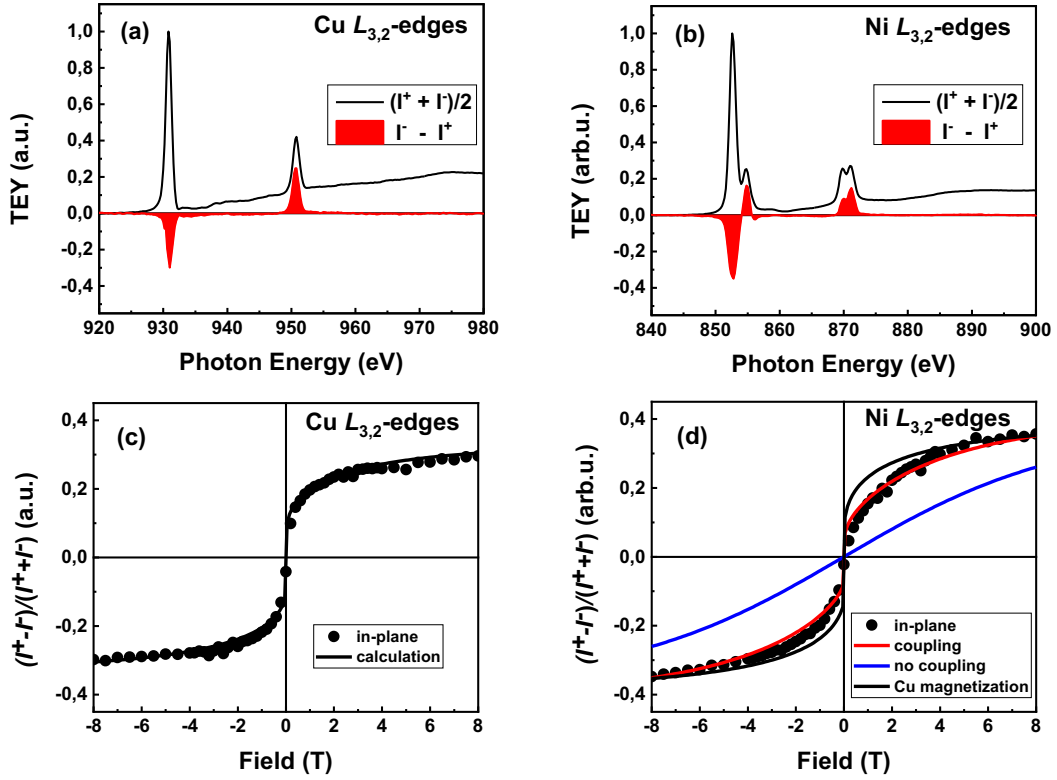 (a)
Cu L3,2-edges
(I+ + I-)/2
I- - I+
TEY (a.u.)
1,0
0,8
0,6
0,4
0,2
0,0
-0,2
-0,4
920 930 940 950 960 970 980
Photon Energy (eV)
(b)
Ni L3,2-edges
(I+ + I-)/2
I- - I+
TEY (arb.u.)
1,0
0,8
0,6
0,4
0,2
0,0
-0,2
-0,4
840 850 860 870 880 890 900
Photon Energy (eV)
(c)
Cu L3,2-edges
(I+-I-)/(I++I-) (a.u.)
0,4
0,2
0,0
-0,2
-0,4
in-plane
calculation
-8 -6 -4 -2 0 2 4 6 8
Field (T)
(d)
Ni L3,2-edges
(I+-I-)/(I++I-) (arb.u.)
0,4
0,2
0,0
-0,2
-0,4
in-plane
coupling
no coupling
Cu magnetization
-8 -6 -4 -2 0 2 4 6 8
Field (T)